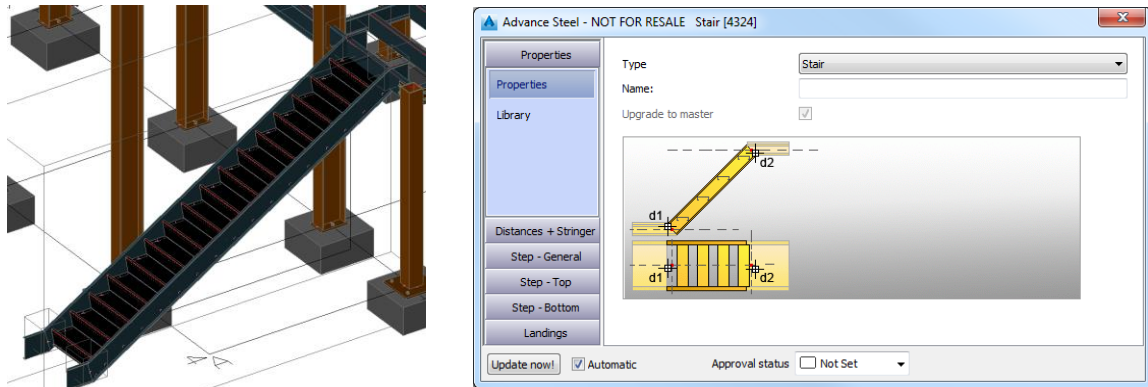 4A
Advance Steel - NOT FOR RESALE Stair [4324]
Properties
Properties
Library
Distances + Stringer
Step - General
Step - Top
Step - Bottom
Landings
Type
Stair
Name:
Upgrade to master
d2
d1
d1
d2
Update now!
Automatic
Approval status
Not Set